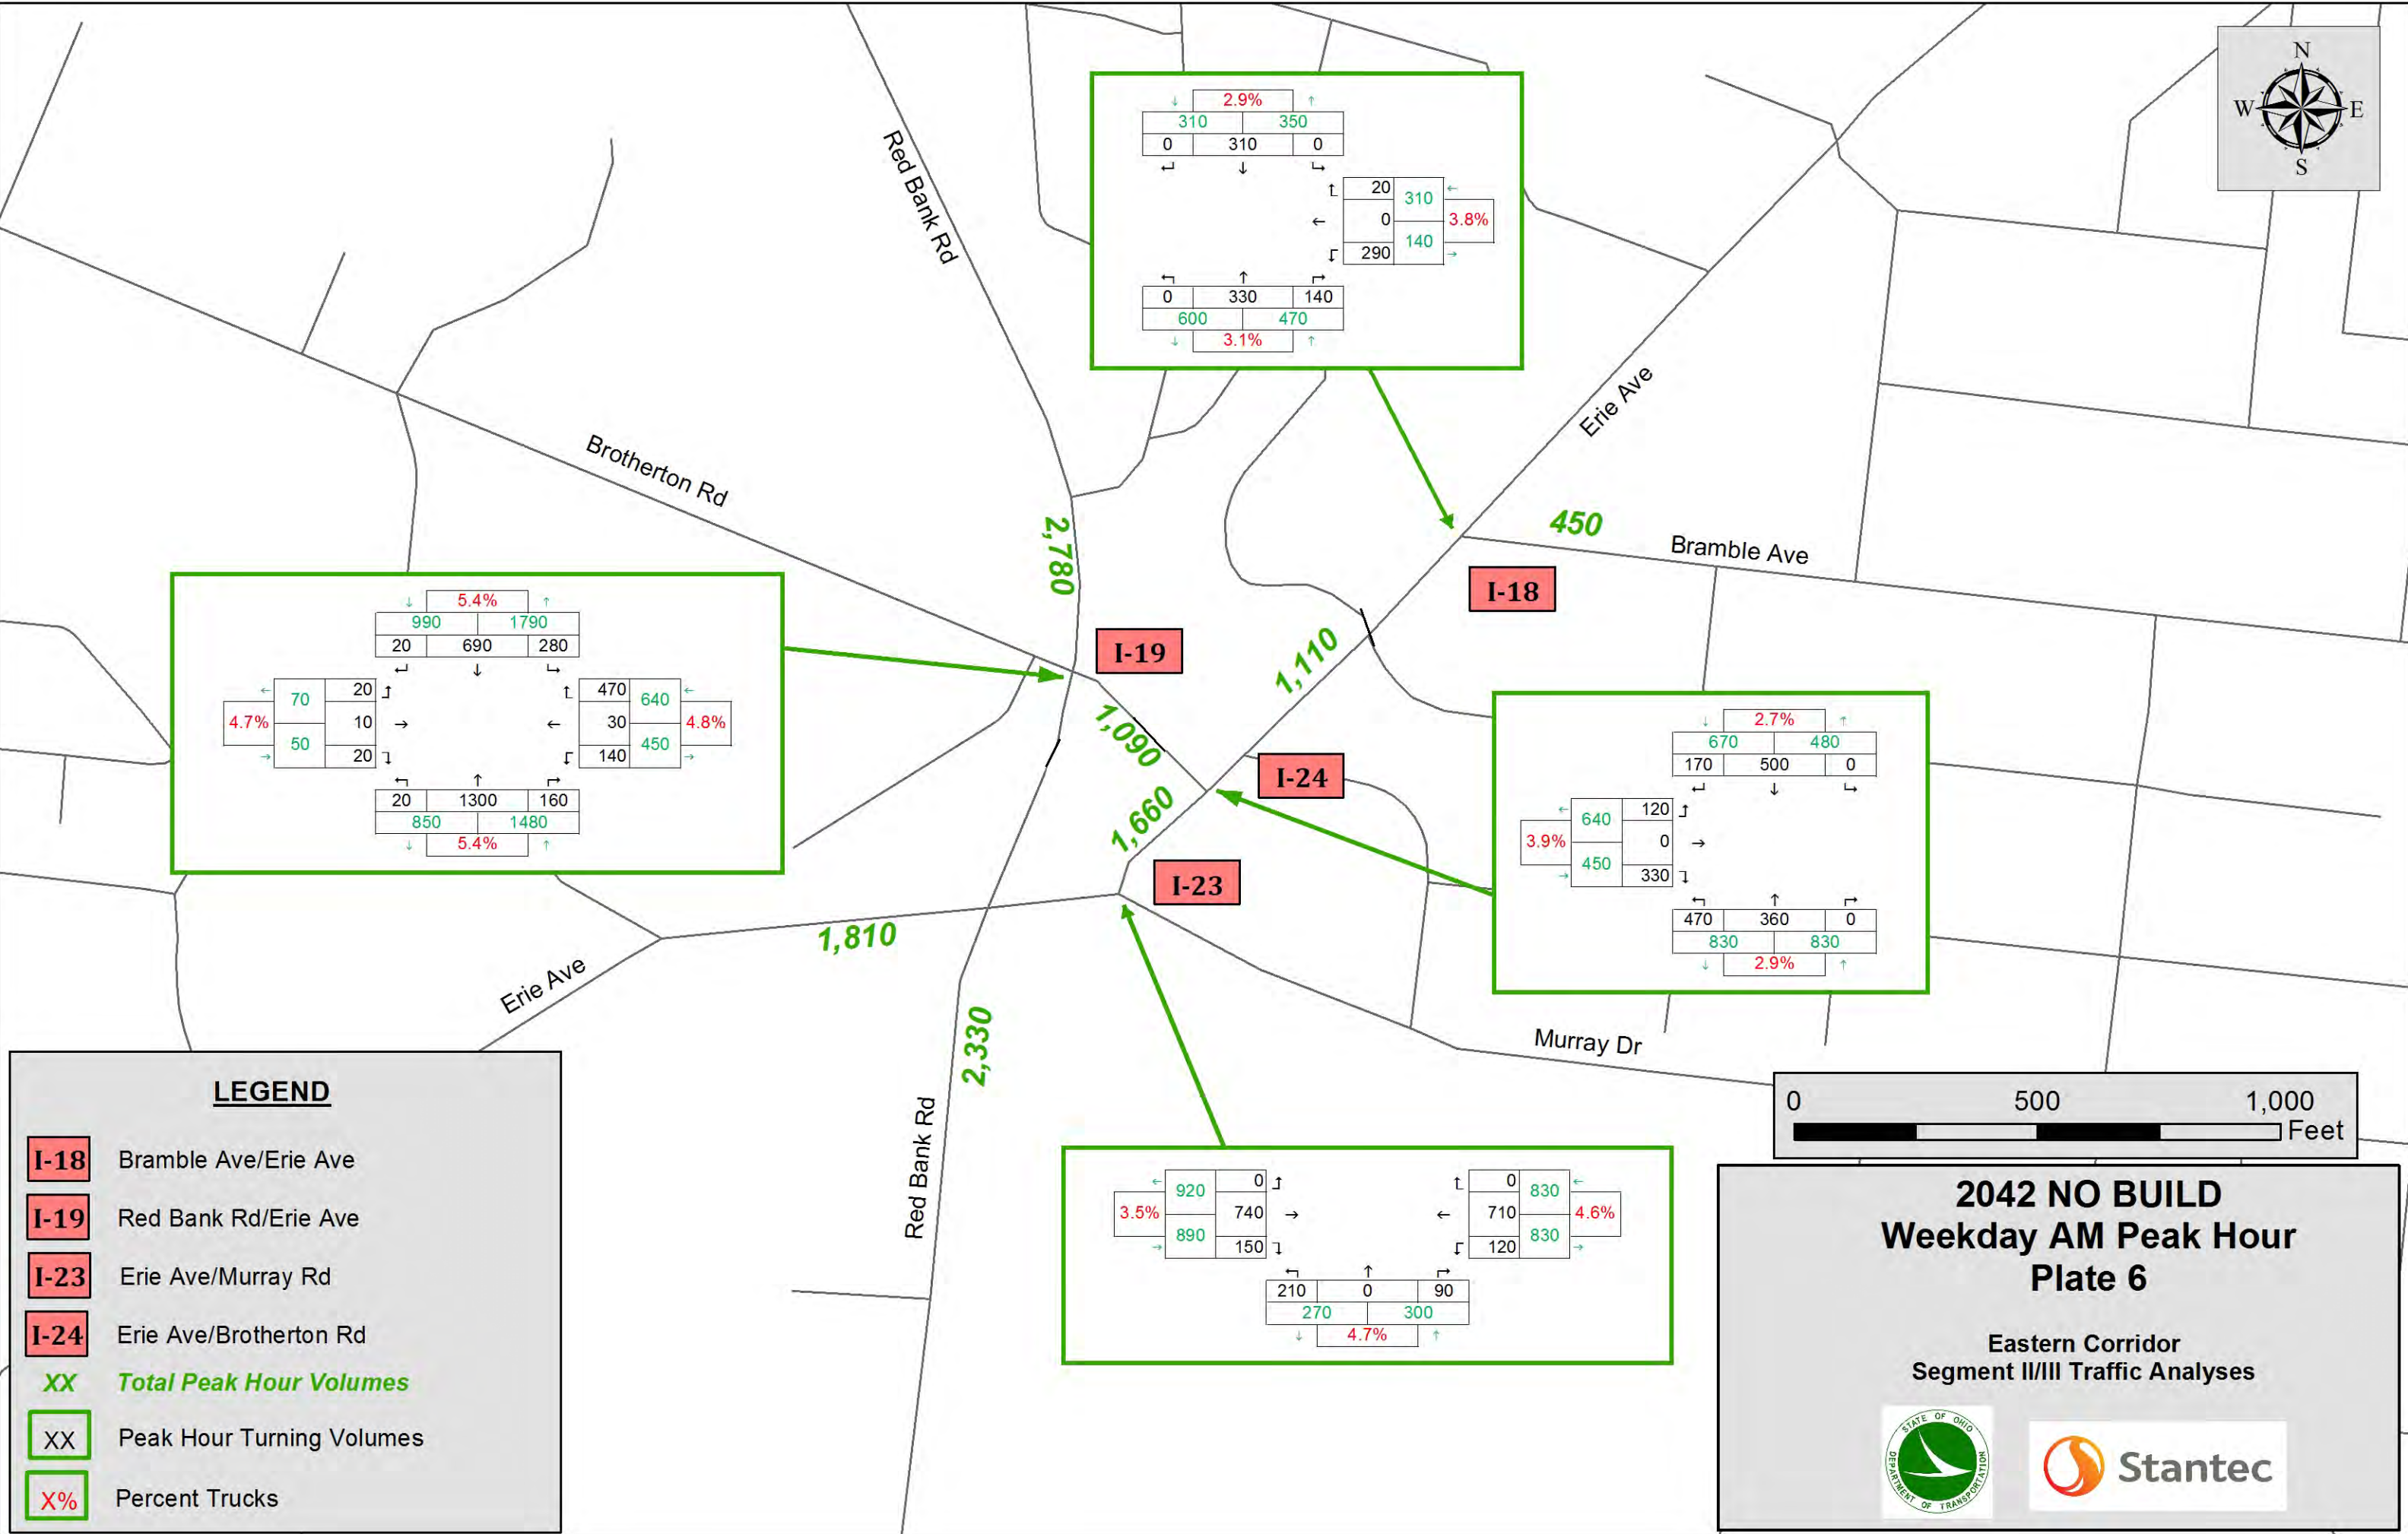 N
W E
S
Red Bank Rd
Brotherton Rd
Erie Ave
Bramble Ave
450
2,780
1,110
1,090
1,660
1,810
2,330
Erie Ave
Red Bank Rd
Murray Dr
I-18
I-19
I-24
I-23
2.9%
310 350
0 310 0
20 310
0 3.8%
290 140
0 330 140
600 470
3.1%
5.4%
990 1790
20 690 280
70 20
4.7% 10
50 20
470 640
30 4.8%
140 450
20 1300 160
850 1480
5.4%
2.7%
670 480
170 500 0
640 120
3.9% 0
450 330
470 360 0
830 830
2.9%
920 0
3.5% 740
890 150
0 830
710 4.6%
120 830
210 0 90
270 300
4.7%
LEGEND
I-18 Bramble Ave/Erie Ave
I-19 Red Bank Rd/Erie Ave
I-23 Erie Ave/Murray Rd
I-24 Erie Ave/Brotherton Rd
XX Total Peak Hour Volumes
XX Peak Hour Turning Volumes
X% Percent Trucks
0 500 1,000
Feet
2042 NO BUILD
Weekday AM Peak Hour
Plate 6
Eastern Corridor
Segment II/III Traffic Analyses
STATE OF OHIO
DEPARTMENT OF TRANSPORTATION
Stantec